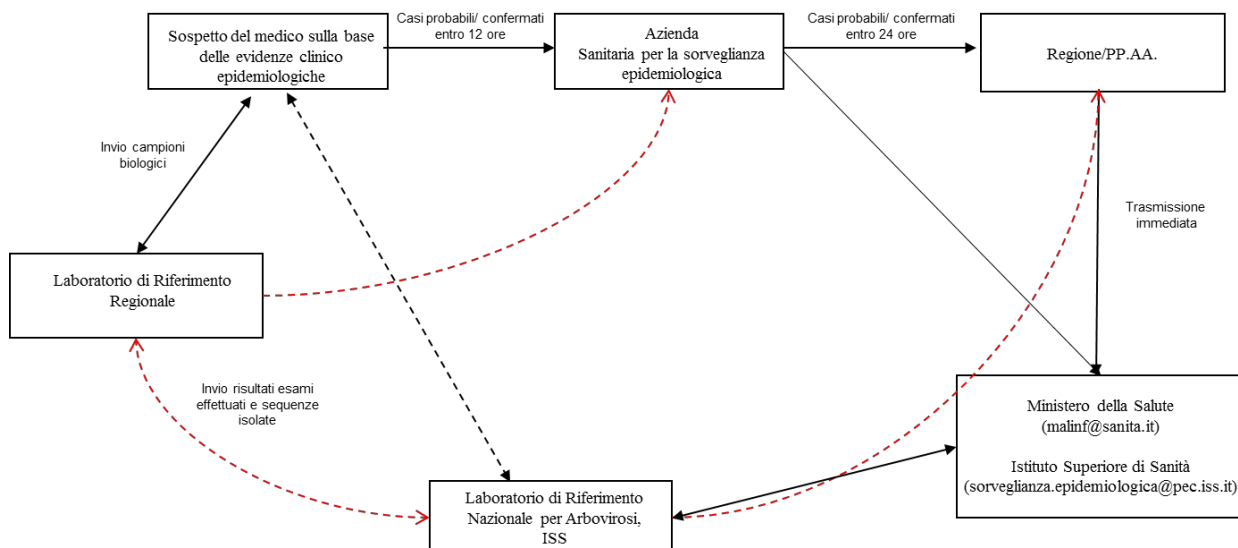 Sospetto del medico sulla base
delle evidenze clinico
epidemiologiche
Casi probabili/ confermati
entro 12 ore
Azienda
Sanitaria per la sorveglianza
epidemiologica
Casi probabili/ confermati
entro 24 ore
Regione/PP.AA.
Invio campioni
biologici
Trasmissione
immediata
Laboratorio di Riferimento
Regionale
Invio risultati esami
effettuati e sequenze
isolate
Ministero della Salute
(malinf@sanita.it)
Istituto Superiore di Sanità
(sorveglianza.epidemiologica@pec.iss.it)
Laboratorio di Riferimento
Nazionale per Arbovirosi,
ISS